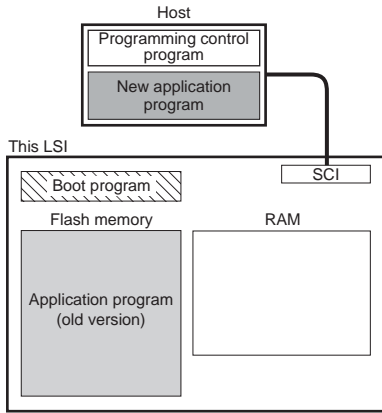 Host
Programming control
program
New application
program
This LSI
SCI
Boot program
Flash memory
RAM
Application program
(old version)